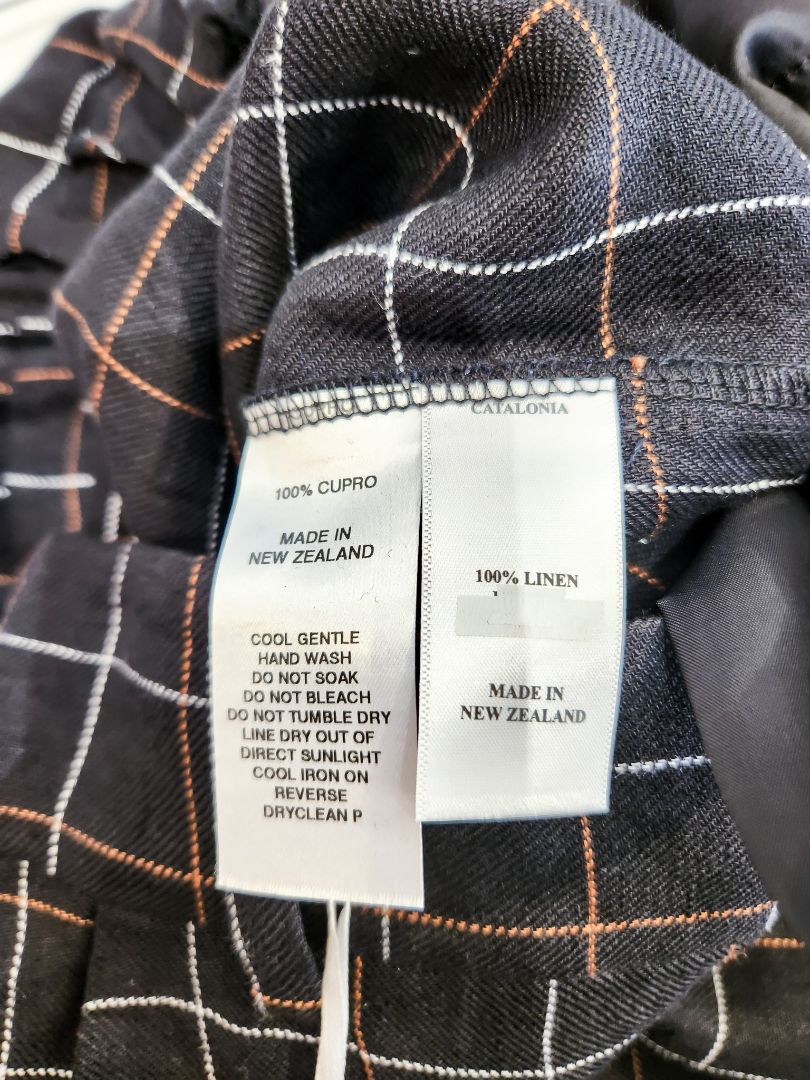 100% CUPRO
MADE IN
NEW ZEALAND
COOL GENTLE
HAND WASH
DO NOT SOAK
DO NOT BLEACH
DO NOT TUMBLE DRY
LINE DRY OUT OF
DIRECT SUNLIGHT
COOL IRON ON
REVERSE
DRYCLEAN P
CATALONIA
100% LINEN
MADE IN
NEW ZEALAND